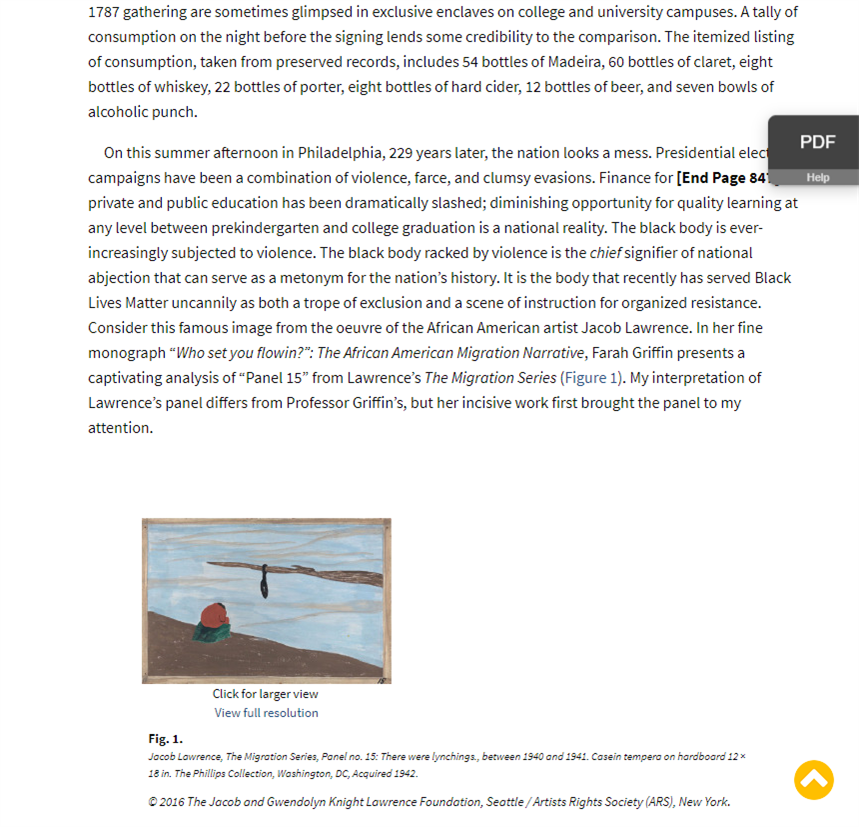 1787 gathering are sometimes glimpsed in exclusive enclaves on college and university campuses. A tally of
consumption on the night before the signing lends some credibility to the comparison. The itemized listing
of consumption, taken from preserved records, includes 54 bottles of Madeira, 60 bottles of claret, eight
bottles of whiskey, 22 bottles of porter, eight bottles of hard cider, 12 bottles of beer, and seven bowls of
alcoholic punch.
On this summer afternoon in Philadelphia, 229 years later, the nation looks a mess. Presidential elect
campaigns have been a combination of violence, farce, and clumsy evasions. Finance for [End Page 84
private and public education has been dramatically slashed; diminishing opportunity for quality learning at
any level between prekindergarten and college graduation is a national reality. The black body is ever-
increasingly subjected to violence. The black body racked by violence is the chief signifier of national
abjection that can serve as a metonym for the nation's history. It is the body that recently has served Black
Lives Matter uncannily as both a trope of exclusion and a scene of instruction for organized resistance.
Consider this famous image from the oeuvre of the African American artist Jacob Lawrence. In her fine
monograph “Who set you flowin?”: The African American Migration Narrative, Farah Griffin presents a
captivating analysis of “Panel 15” from Lawrence's The Migration Series (Figure 1). My interpretation of
Lawrence's panel differs from Professor Griffin's, but her incisive work first brought the panel to my
attention.
PDF
Help
Click for larger view
View full resolution
Fig. 1.
Jacob Lawrence, The Migration Series, Panel no. 15: There were lynchings., between 1940 and 1941. Casein tempera on hardboard 12 ×
18 in. The Phillips Collection, Washington, DC, Acquired 1942.
© 2016 The Jacob and Gwendolyn Knight Lawrence Foundation, Seattle / Artists Rights Society (ARS), New York.